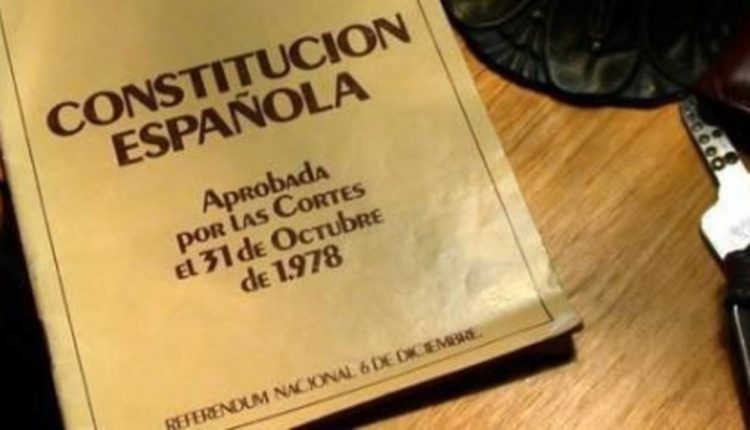 CONSTITUCION
ESPAÑOLA
APROBADA
POR LAS CORTES
EL 31 de OCTUBRE
de 1.978
REFERENDUM NACIONAL 6 DE DICIEMBRE.